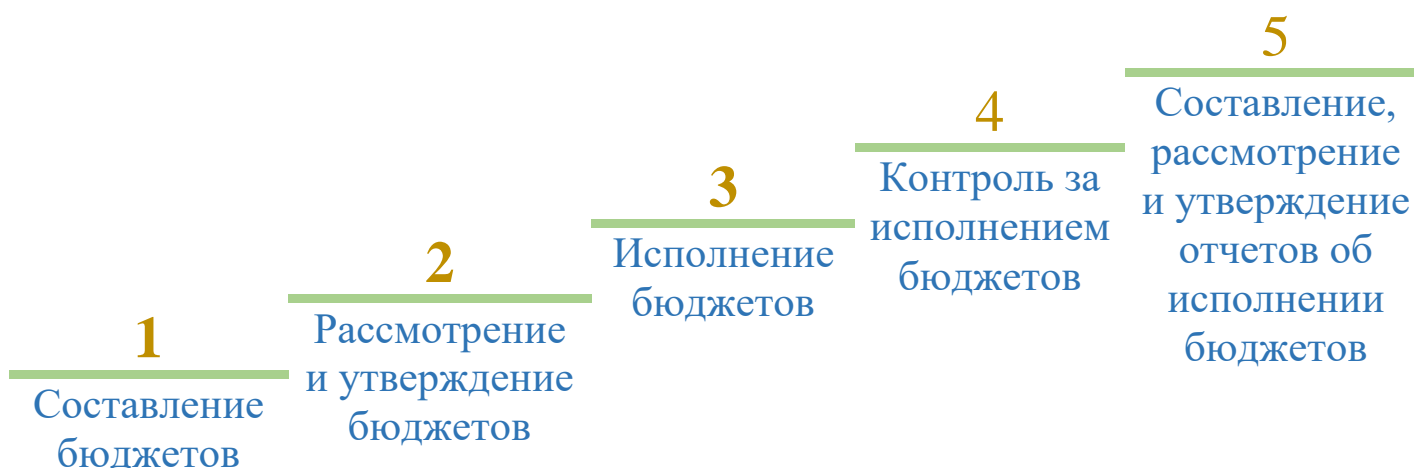 1
Составление
бюджетов
2
Рассмотрение
и утверждение
бюджетов
3
Исполнение
бюджетов
4
Контроль за
исполнением
бюджетов
5
Составление,
рассмотрение
и утверждение
отчетов об
исполнении
бюджетов